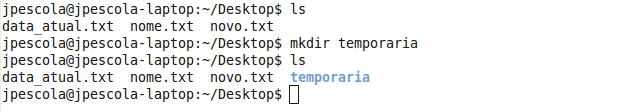 jpescola@jpescola-laptop:~/Desktop$ ls
data_atual.txt  nome.txt  novo.txt
jpescola@jpescola-laptop:~/Desktop$ mkdir temporaria
jpescola@jpescola-laptop:~/Desktop$ ls
data_atual.txt  nome.txt  novo.txt  temporaria
jpescola@jpescola-laptop:~/Desktop$